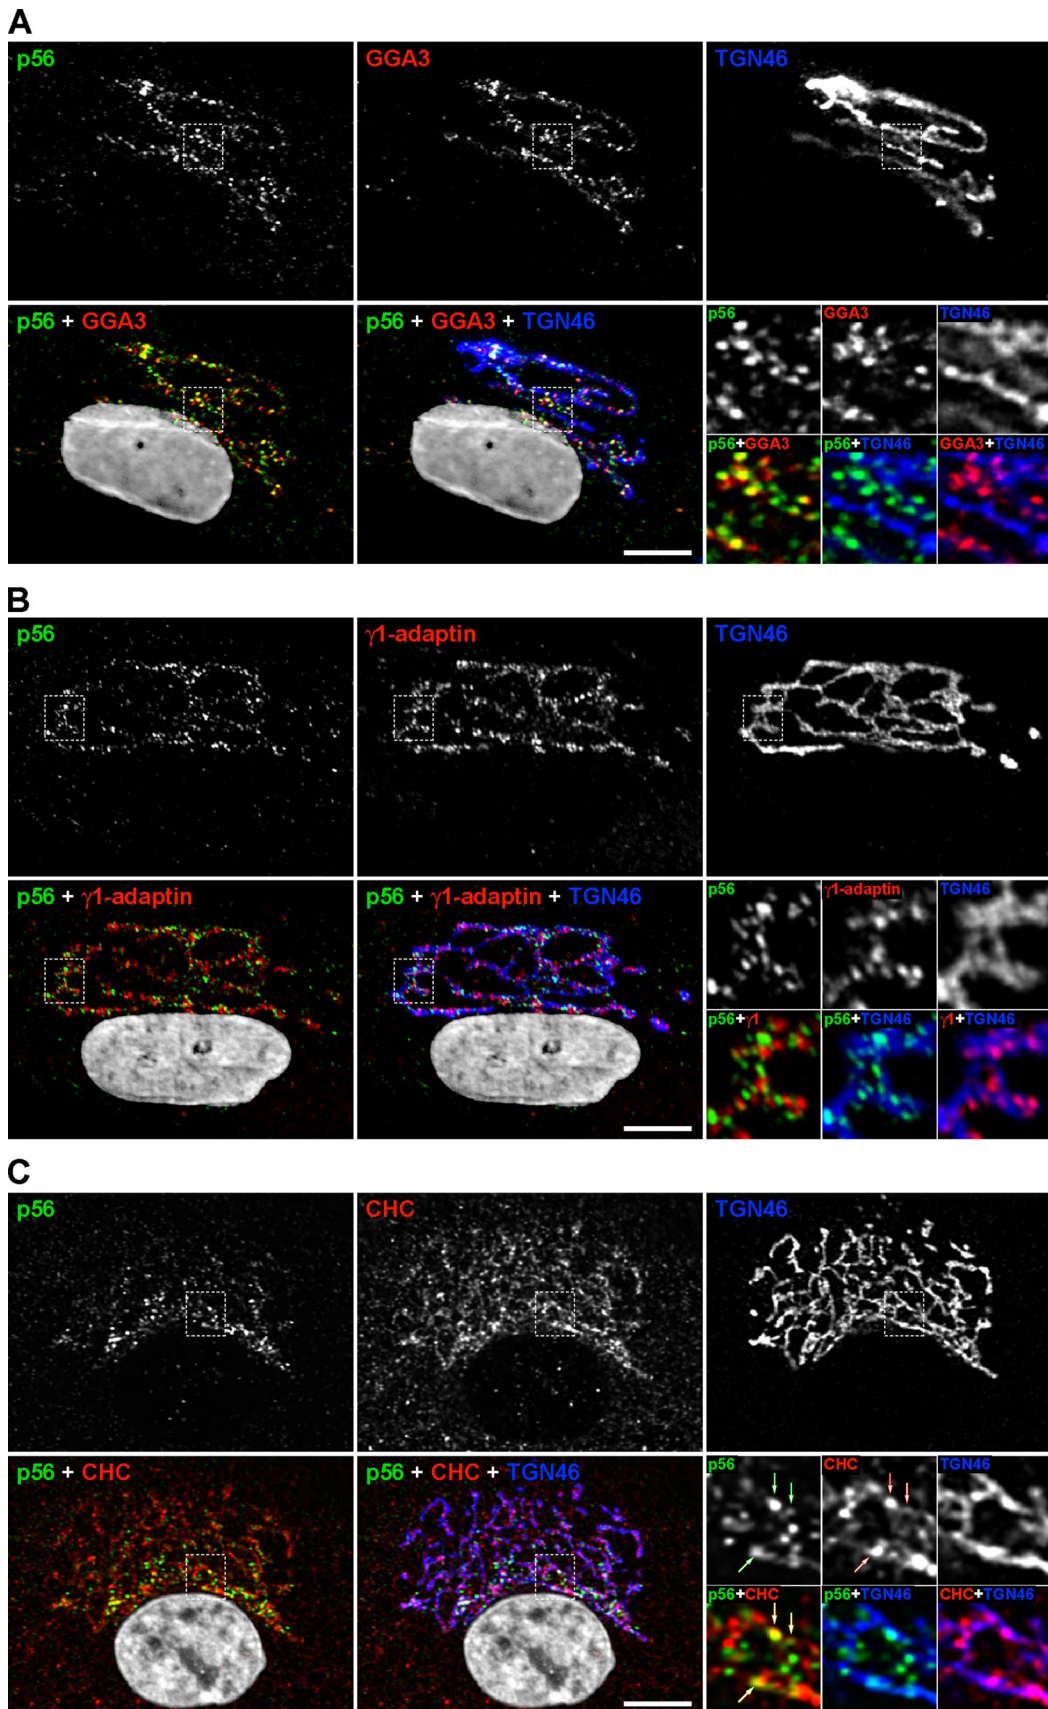 A
p56
GGA3
TGN46
p56 + GGA3
p56 + GGA3 + TGN46
p56
GGA3
TGN46
p56+GGA3
p56+TGN46
GGA3+TGN46
B
p56
γ1-adaptin
TGN46
p56 + γ1-adaptin
p56 + γ1-adaptin + TGN46
p56
γ1-adaptin
TGN46
p56+γ1
p56+TGN46
γ1+TGN46
C
p56
CHC
TGN46
p56 + CHC
p56 + CHC + TGN46
p56
CHC
TGN46
p56+CHC
p56+TGN46
CHC+TGN46